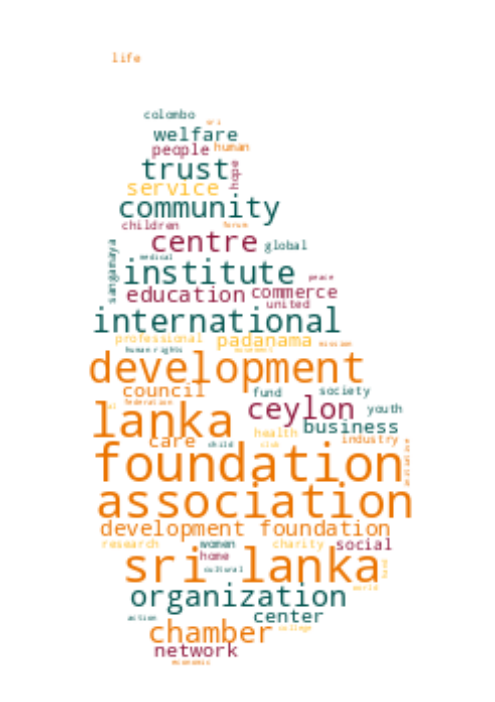 life
colombo
sri
welfare
people human
trust hope
service
community
children forum
centre global
sangamaya medical
institute peace
education commerce
united
international
professional padanama mission
human rights movement
development
council fund society
federation
lanka ceylon youth
business
care child health industry
club initiative
foundation
association
development foundation
research women charity social
home
sri lanka
cultural
world
organization
action center
chamber college
network
economic